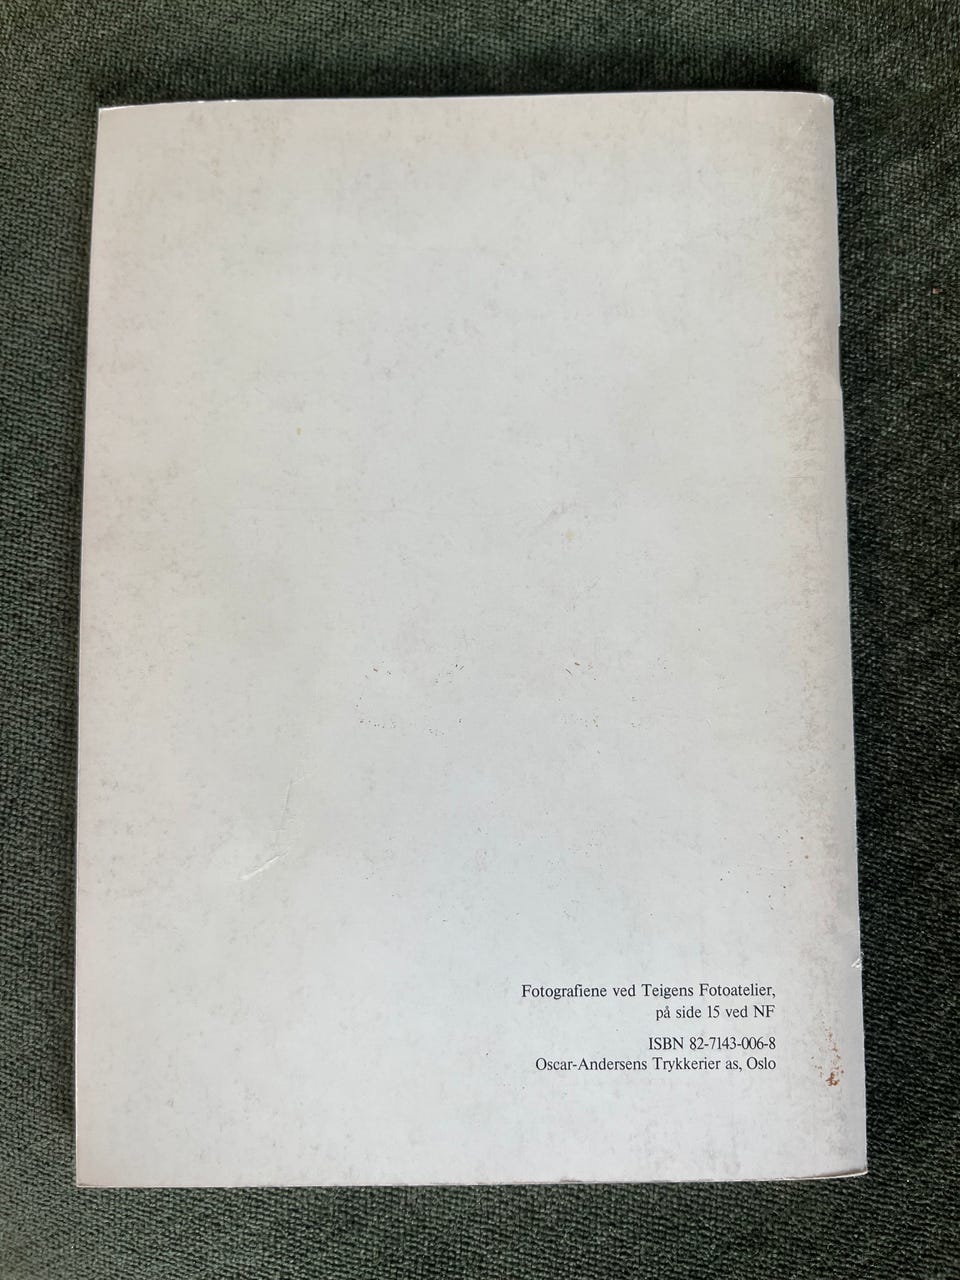 Fotografiene ved Teigens Fotoatelier,
på side 15 ved NF
ISBN 82-7143-006-8
Oscar-Andersens Trykkerier as, Oslo